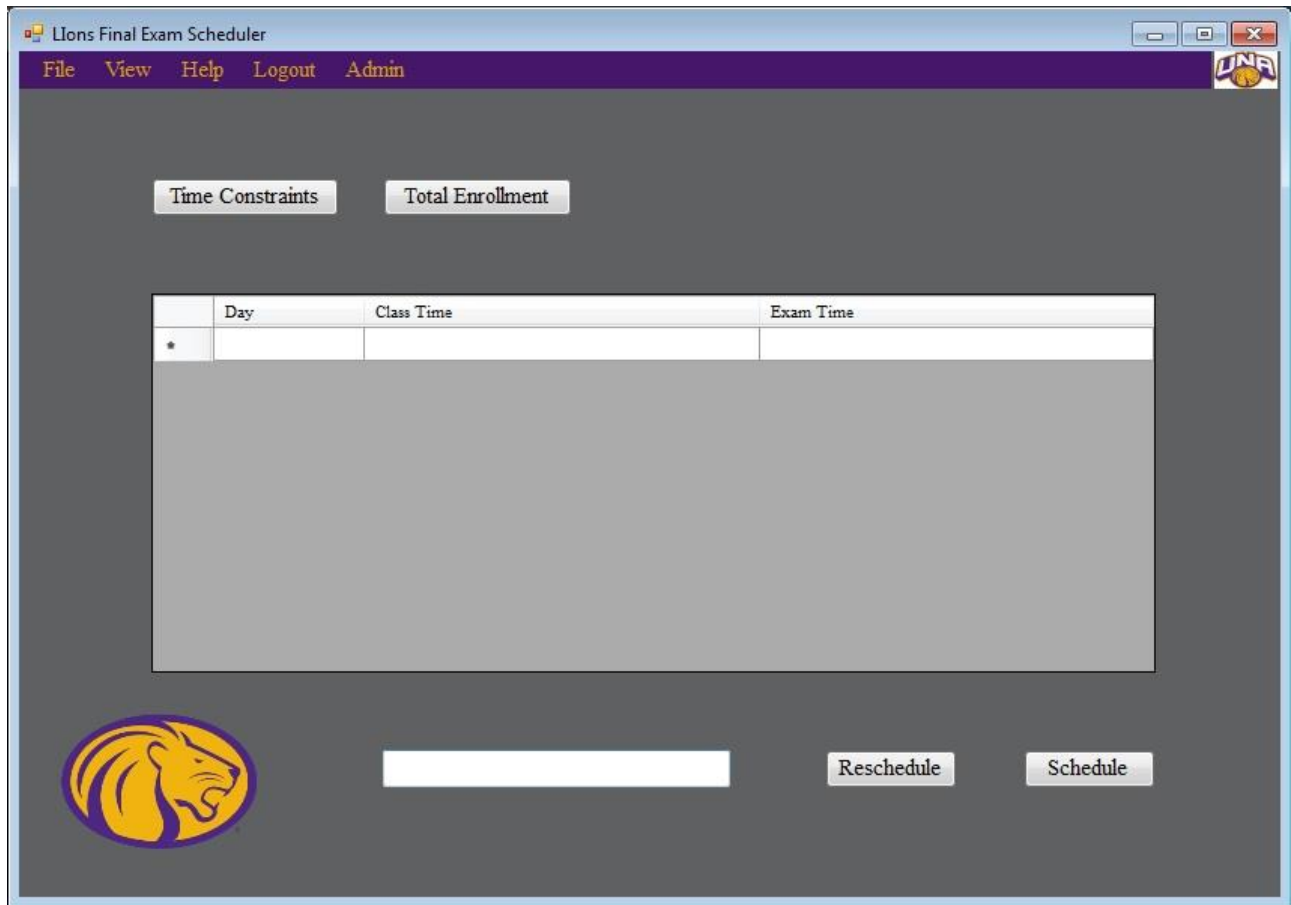 LIons Final Exam Scheduler
File View Help Logout Admin
UNA
Time Constraints Total Enrollment
Day Class Time Exam Time
*
Reschedule Schedule